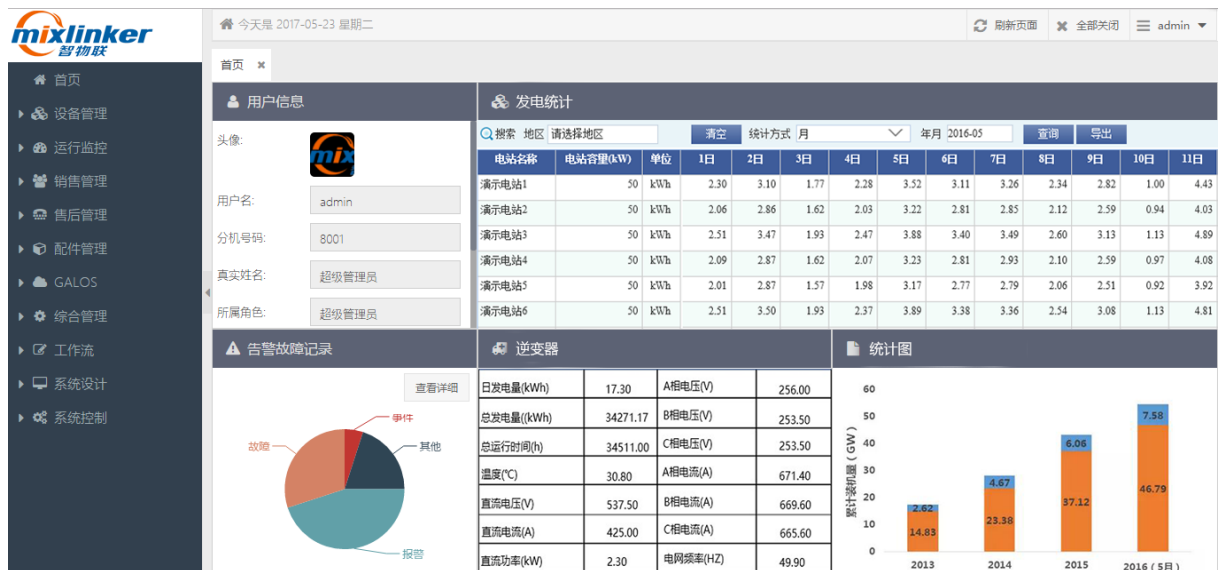 mixlinker
智物联
今天是 2017-05-23 星期二
刷新页面 全部关闭 admin
首页
设备管理
运行监控
销售管理
售后管理
配件管理
GALOS
综合管理
工作流
系统设计
系统控制
首页
用户信息
头像:
mix
用户名: admin
分机号码: 8001
真实姓名: 超级管理员
所属角色: 超级管理员
发电统计
搜索 地区 请选择地区 清空 统计方式 月 年月 2016-05 查询 导出
电站名称 电站容量(kW) 单位 1日 2日 3日 4日 5日 6日 7日 8日 9日 10日 11日
演示电站1 50 kWh 2.30 3.10 1.77 2.28 3.52 3.11 3.26 2.34 2.82 1.00 4.43
演示电站2 50 kWh 2.06 2.86 1.62 2.03 3.22 2.81 2.85 2.12 2.59 0.94 4.03
演示电站3 50 kWh 2.51 3.47 1.93 2.47 3.88 3.40 3.49 2.60 3.13 1.13 4.89
演示电站4 50 kWh 2.09 2.87 1.62 2.07 3.23 2.81 2.93 2.10 2.59 0.97 4.08
演示电站5 50 kWh 2.01 2.87 1.57 1.98 3.17 2.77 2.79 2.06 2.51 0.92 3.92
演示电站6 50 kWh 2.51 3.50 1.93 2.37 3.89 3.38 3.36 2.54 3.08 1.13 4.81
告警故障记录
查看详细
事件
故障
其他
报警
逆变器
日发电量(kWh) 17.30 A相电压(V) 256.00
总发电量((kWh) 34271.17 B相电压(V) 253.50
总运行时间(h) 34511.00 C相电压(V) 253.50
温度(℃) 30.80 A相电流(A) 671.40
直流电压(V) 537.50 B相电流(A) 669.60
直流电流(A) 425.00 C相电流(A) 665.60
直流功率(kW) 2.30 电网频率(HZ) 49.90
统计图
累计装机量(GW)
60
50
40
30
20
10
0
2.62
14.83
4.67
23.38
6.06
37.12
7.58
46.79
2013 2014 2015 2016(5月)